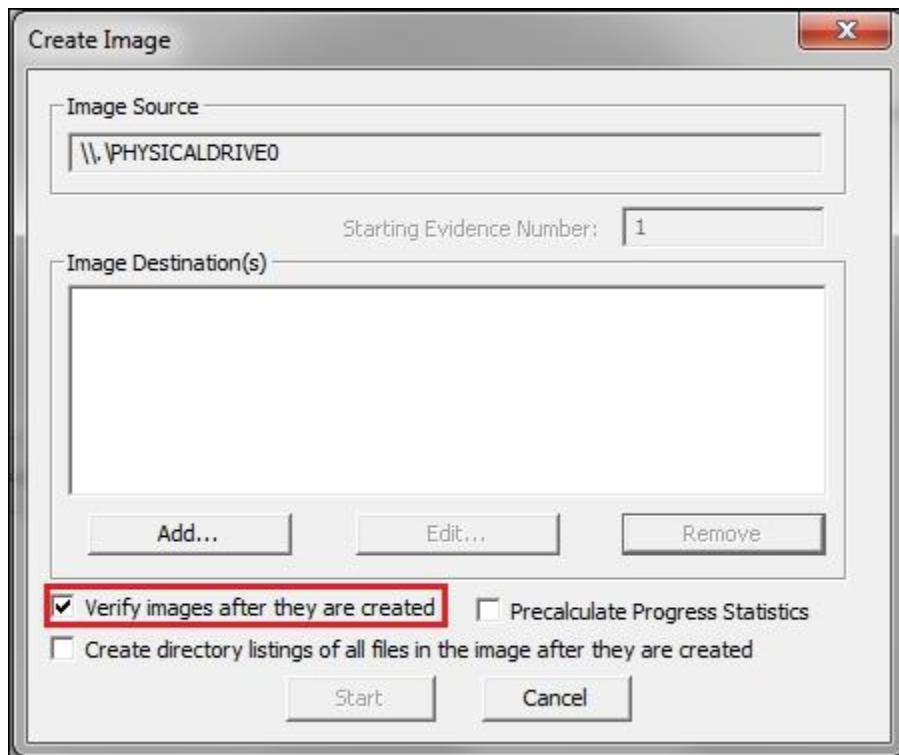 Create Image
Image Source
\\.\PHYSICALDRIVE0
Starting Evidence Number: 1
Image Destination(s)
Add... Edit... Remove
Verify images after they are created Precalculate Progress Statistics
Create directory listings of all files in the image after they are created
Start Cancel